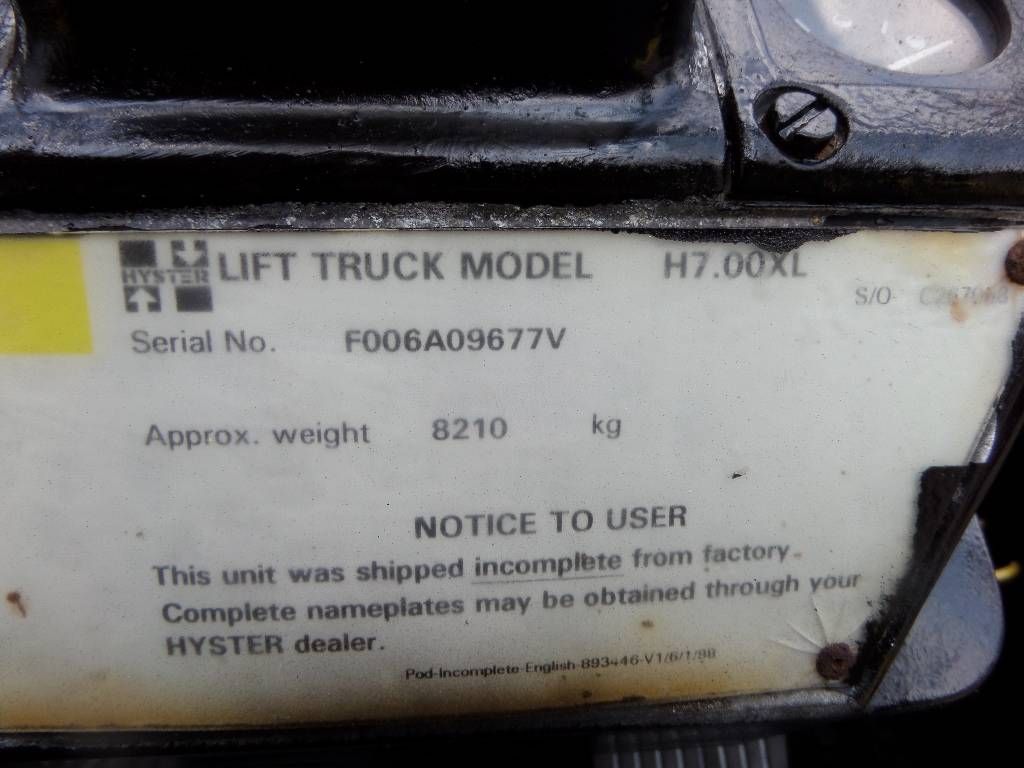 HYSTER LIFT TRUCK MODEL H7.00XL
S/O
Serial No. F006A09677V
Approx. weight 8210 kg
NOTICE TO USER
This unit was shipped incomplete from factory.
Complete nameplates may be obtained through your
HYSTER dealer.
Pod-Incomplete-English-893446-V1/6/1/98